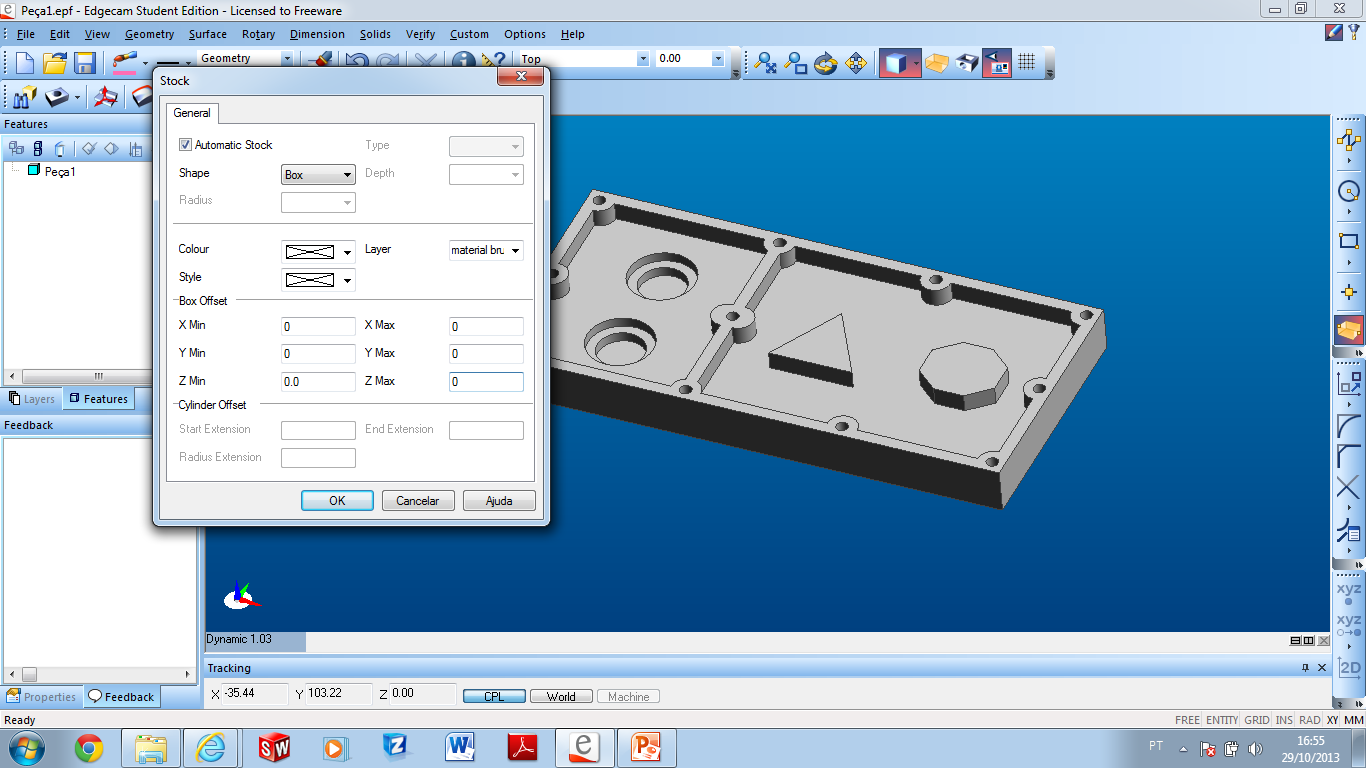 Peça1.epf - Edgecam Student Edition - Licensed to Freeware
File Edit View Geometry Surface Rotary Dimension Solids Verify Custom Options Help
Geometry Top 0.00
Stock
General
Automatic Stock Type
Shape Box Depth
Radius
Colour Layer material bru
Style
Box Offset
X Min 0 X Max 0
Y Min 0 Y Max 0
Z Min 0.0 Z Max 0
Cylinder Offset
Start Extension End Extension
Radius Extension
OK Cancelar Ajuda
Features
Peça1
Layers Features
Feedback
Properties Feedback
xyz
xyz
2D
Dynamic 1.03
Tracking
X -35.44 Y 103.22 Z 0.00 CPL World Machine
Ready FREE ENTITY GRID INS RAD XY MM
SW W e P
PT 16:55
29/10/2013